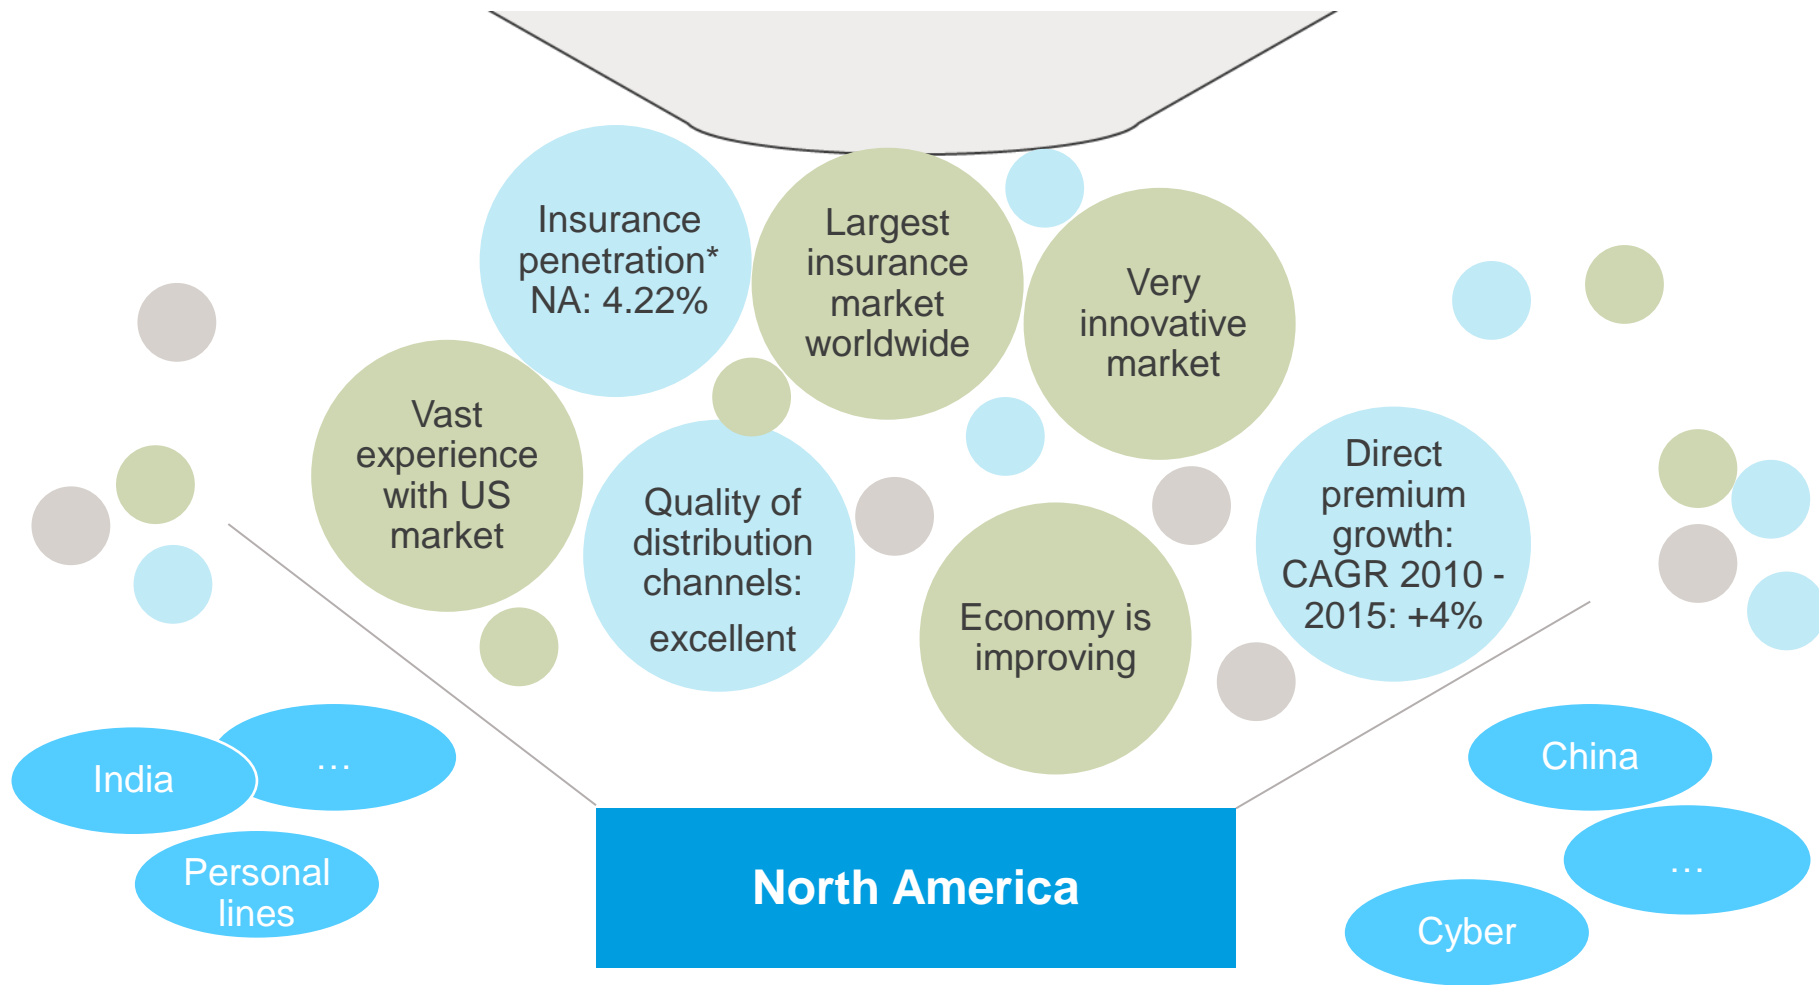 Insurance
penetration*
NA: 4.22%
Largest
insurance
market
worldwide
Very
innovative
market
Vast
experience
with US
market
Quality of
distribution
channels:
excellent
Direct
premium
growth:
CAGR 2010 -
2015: +4%
Economy is
improving
India
…
Personal
lines
North America
China
…
Cyber